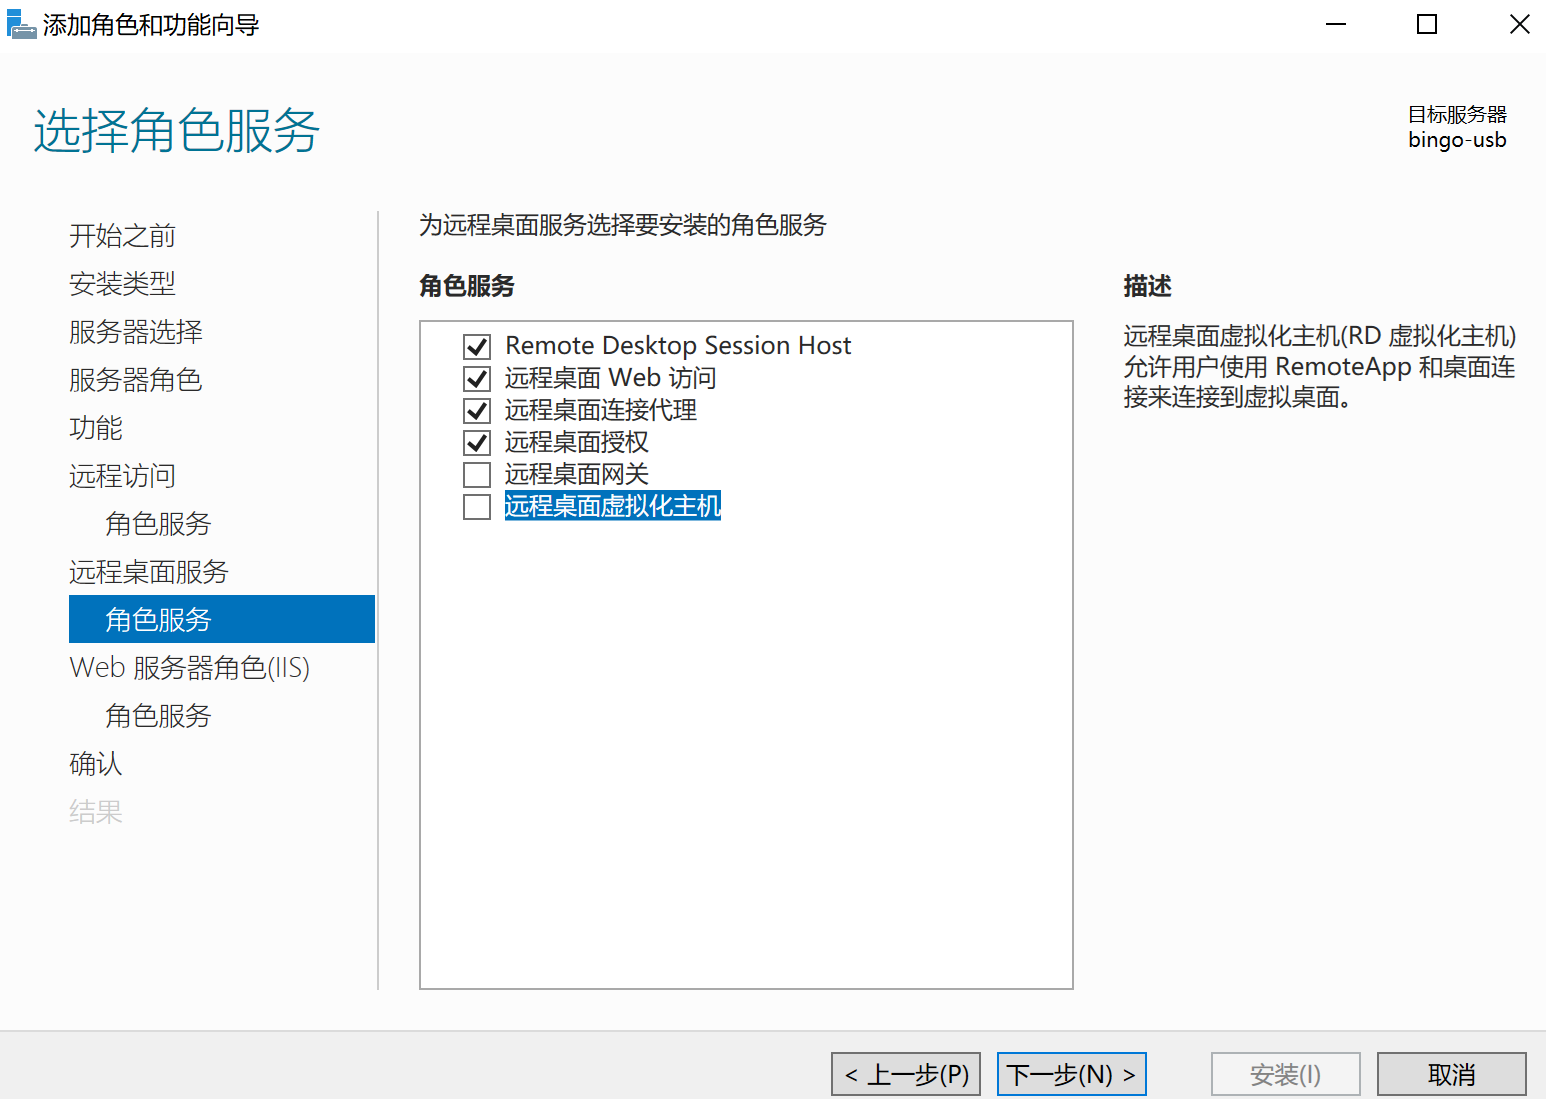 添加角色和功能向导
选择角色服务
目标服务器
bingo-usb
开始之前
安装类型
服务器选择
服务器角色
功能
远程访问
角色服务
远程桌面服务
角色服务
Web 服务器角色(IIS)
角色服务
确认
结果
为远程桌面服务选择要安装的角色服务
角色服务
Remote Desktop Session Host
远程桌面 Web 访问
远程桌面连接代理
远程桌面授权
远程桌面网关
远程桌面虚拟化主机
描述
远程桌面虚拟化主机(RD 虚拟化主机)
允许用户使用 RemoteApp 和桌面连
接来连接到虚拟桌面。
< 上一步(P)
下一步(N) >
安装(I)
取消